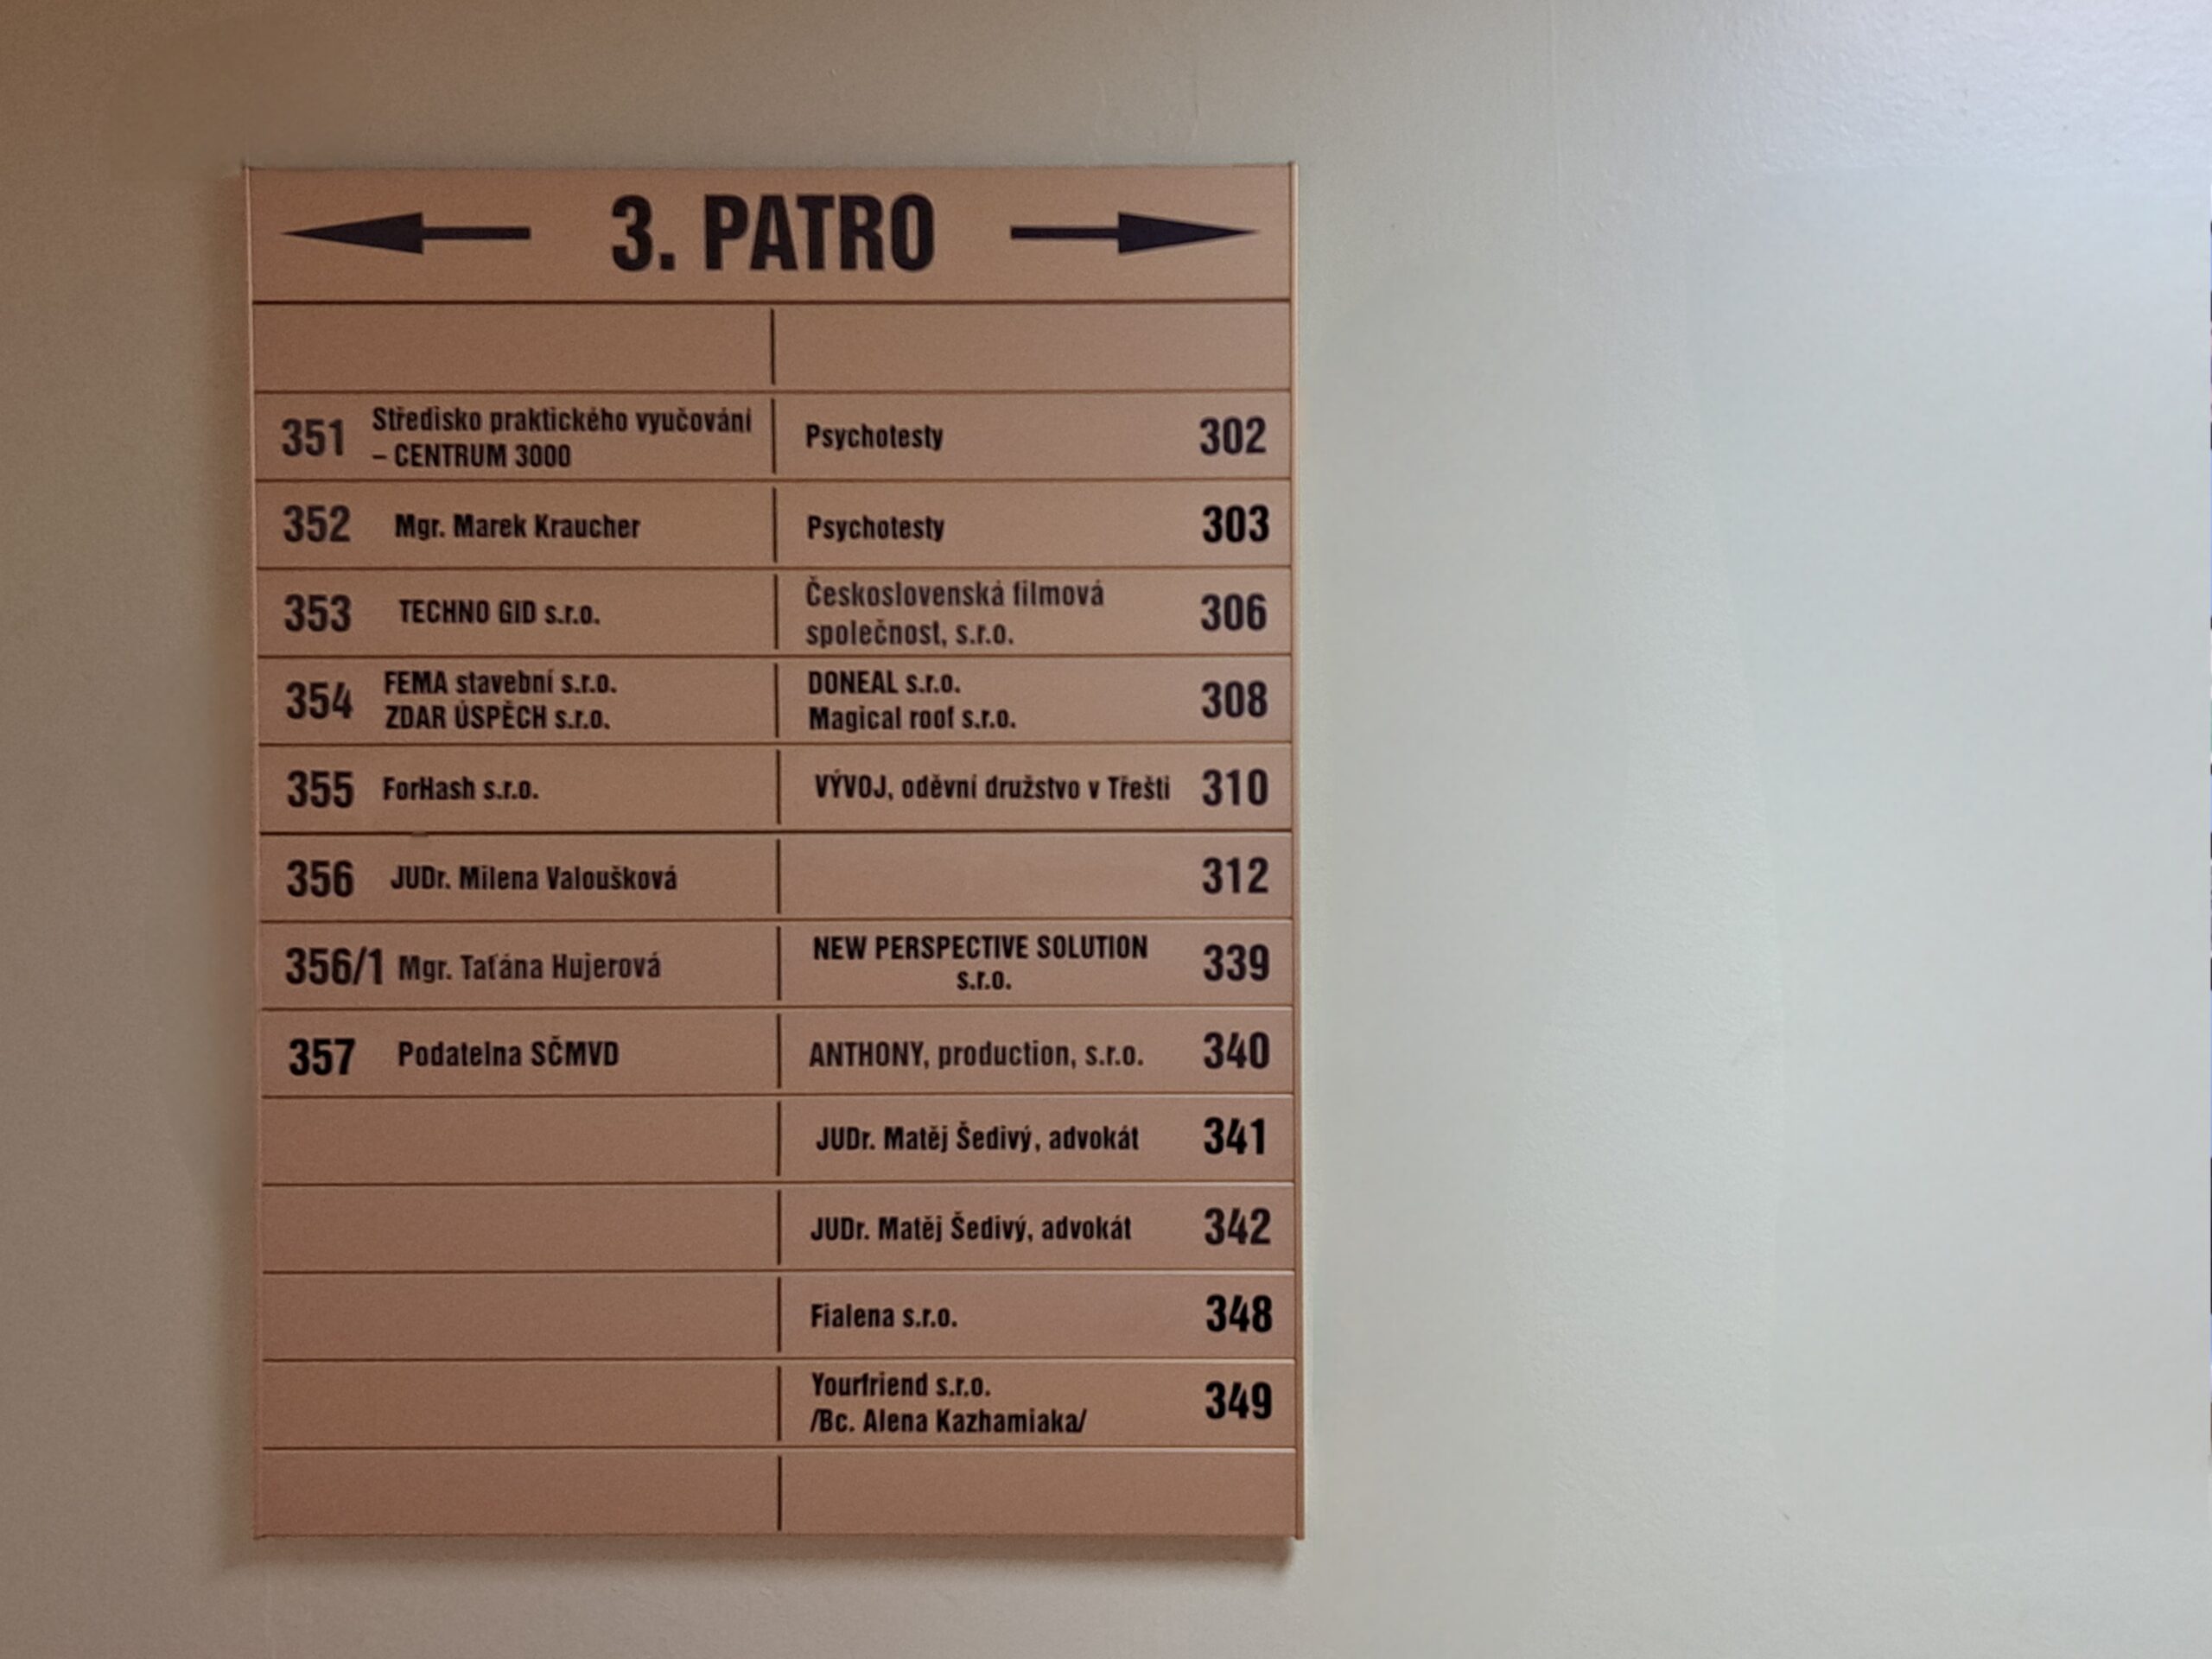 3. PATRO
351 Středisko praktického vyučování
– CENTRUM 3000
Psychotesty 302
352 Mgr. Marek Kraucher
Psychotesty 303
353 TECHNO GID s.r.o.
Československá filmová
společnost, s.r.o. 306
354 FEMA stavební s.r.o.
ZDAR ÚSPĚCH s.r.o.
DONEAL s.r.o.
Magical roof s.r.o. 308
355 ForHash s.r.o.
VÝVOJ, oděvní družstvo v Třešti 310
356 JUDr. Milena Valoušková
312
356/1 Mgr. Taťána Hujerová
NEW PERSPECTIVE SOLUTION
s.r.o. 339
357 Podatelna SČMVD
ANTHONY, production, s.r.o. 340
JUDr. Matěj Šedivý, advokát 341
JUDr. Matěj Šedivý, advokát 342
Fialena s.r.o. 348
Yourfriend s.r.o.
/Bc. Alena Kazhamiaka/ 349